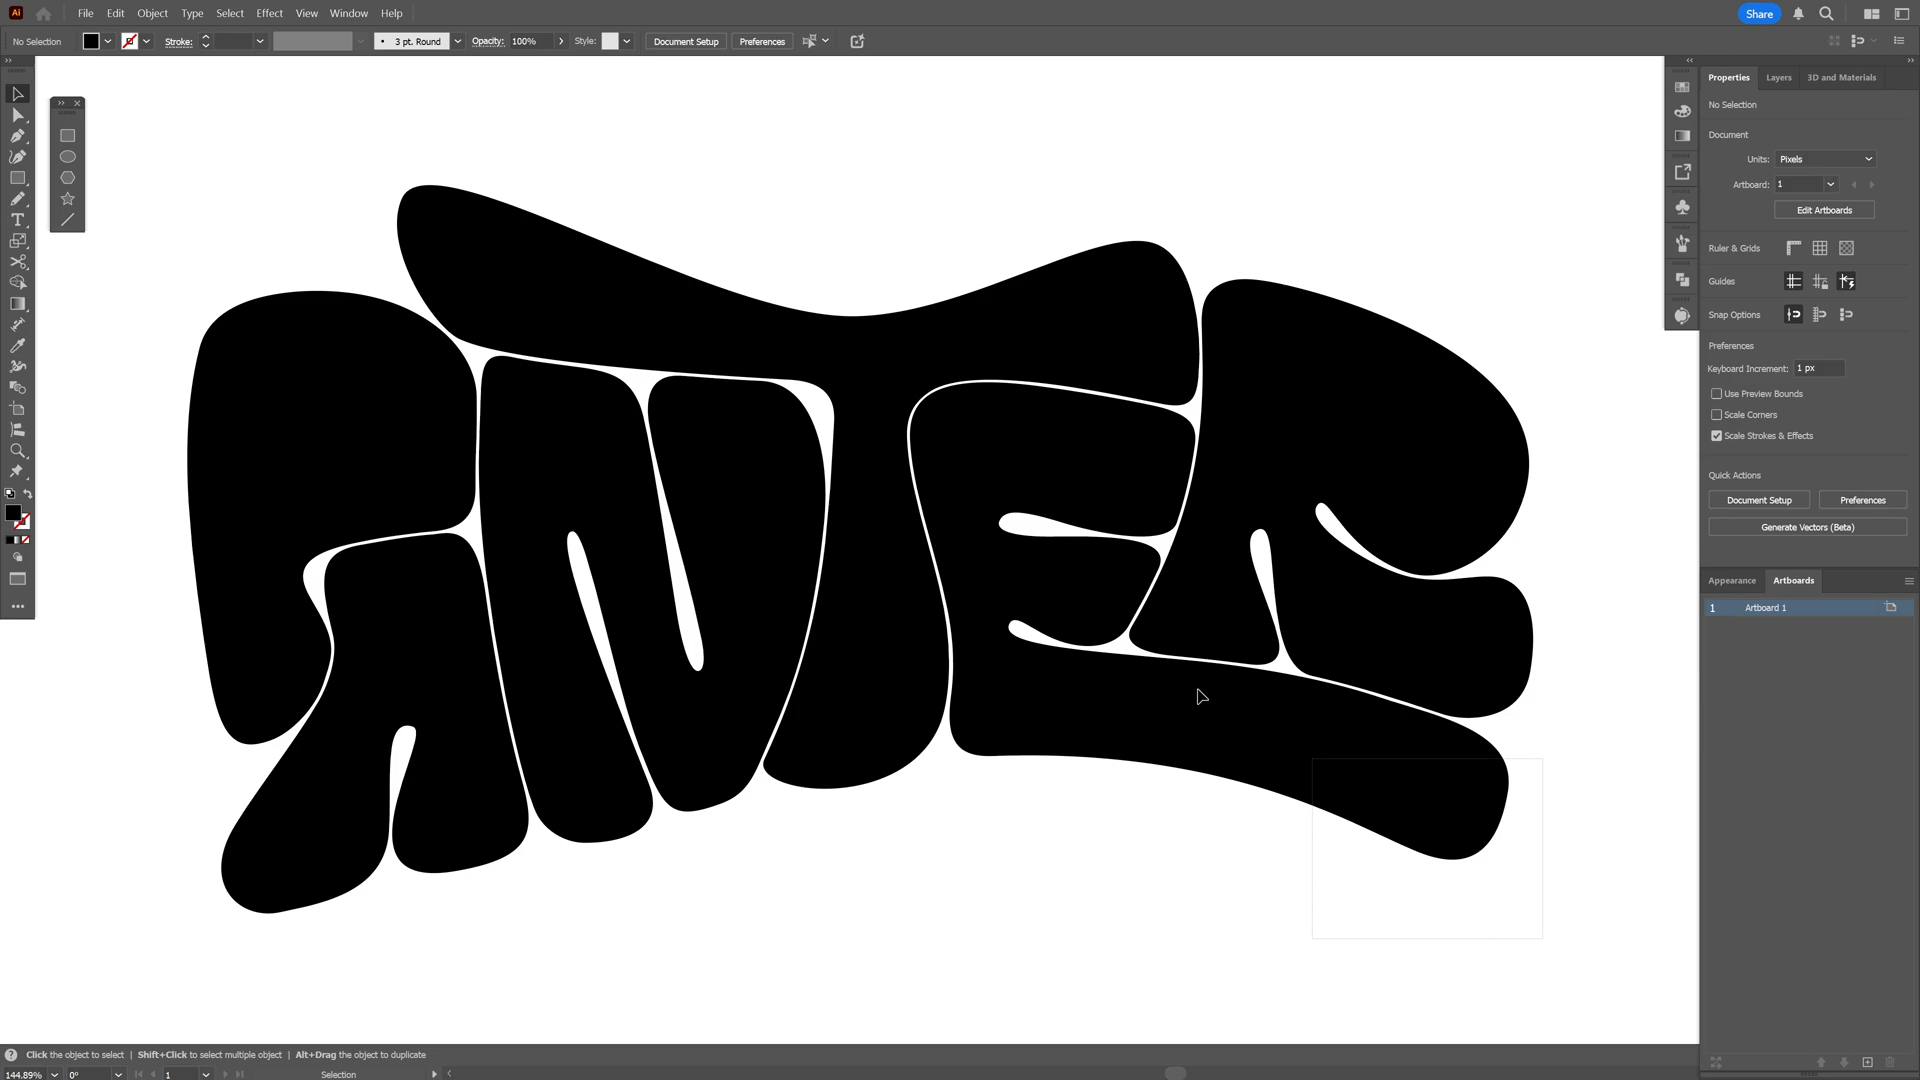 Ai File Edit Object Type Select Effect View Window Help Share
No Selection Stroke: 3 pt. Round Opacity: 100% Style: Document Setup Preferences
Properties Layers 3D and Materials
No Selection
Document
Units: Pixels
Artboard: 1
Edit Artboards
Ruler & Grids
Guides
Snap Options
Preferences
Keyboard Increment: 1 px
Use Preview Bounds
Scale Corners
Scale Strokes & Effects
Quick Actions
Document Setup Preferences
Generate Vectors (Beta)
Appearance Artboards
1 Artboard 1
Click the object to select | Shift+Click to select multiple object | Alt+Drag the object to duplicate
144.89% 0° 1 Selection